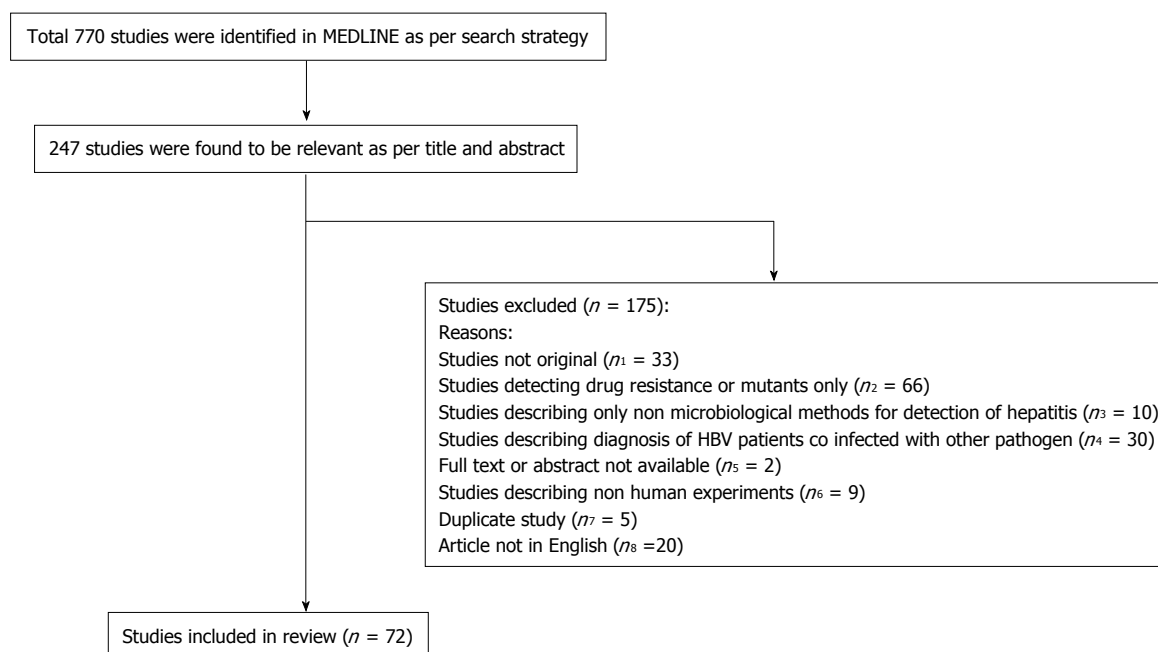 Total 770 studies were identified in MEDLINE as per search strategy
247 studies were found to be relevant as per title and abstract
Studies excluded (n = 175):
Reasons:
Studies not original (n₁ = 33)
Studies detecting drug resistance or mutants only (n₂ = 66)
Studies describing only non microbiological methods for detection of hepatitis (n₃ = 10)
Studies describing diagnosis of HBV patients co infected with other pathogen (n₄ = 30)
Full text or abstract not available (n₅ = 2)
Studies describing non human experiments (n₆ = 9)
Duplicate study (n₇ = 5)
Article not in English (n₈ =20)
Studies included in review (n = 72)